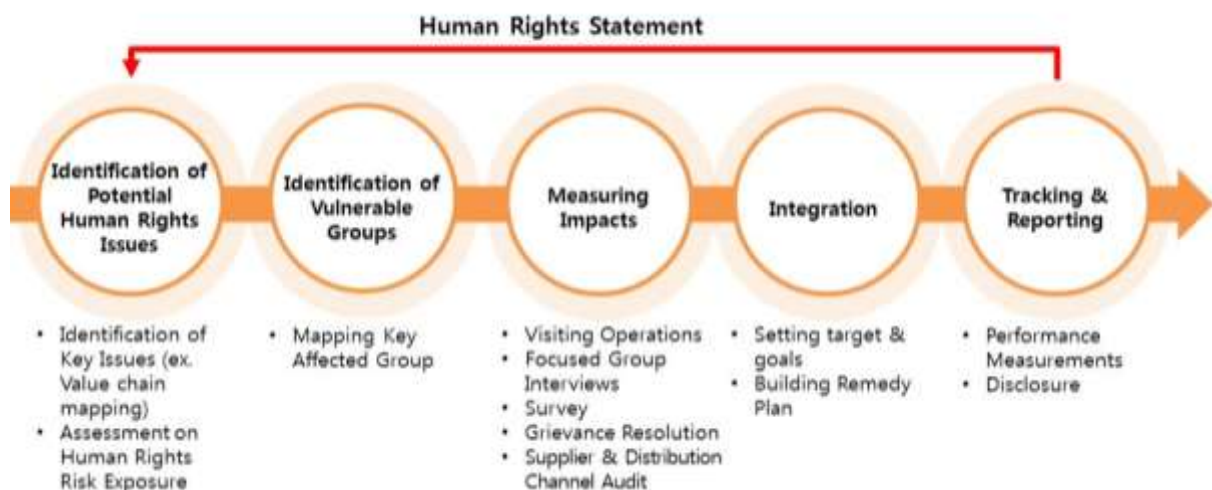 Human Rights Statement
Identification of
Potential
Human Rights
Issues
Identification of
Vulnerable
Groups
Measuring
Impacts
Integration
Tracking &
Reporting
• Identification of
Key Issues (ex.
Value chain
mapping)
• Assessment on
Human Rights
Risk Exposure
• Mapping Key
Affected Group
• Visiting Operations
• Focused Group
Interviews
• Survey
• Grievance Resolution
• Supplier & Distribution
Channel Audit
• Setting target &
goals
• Building Remedy
Plan
• Performance
Measurements
• Disclosure